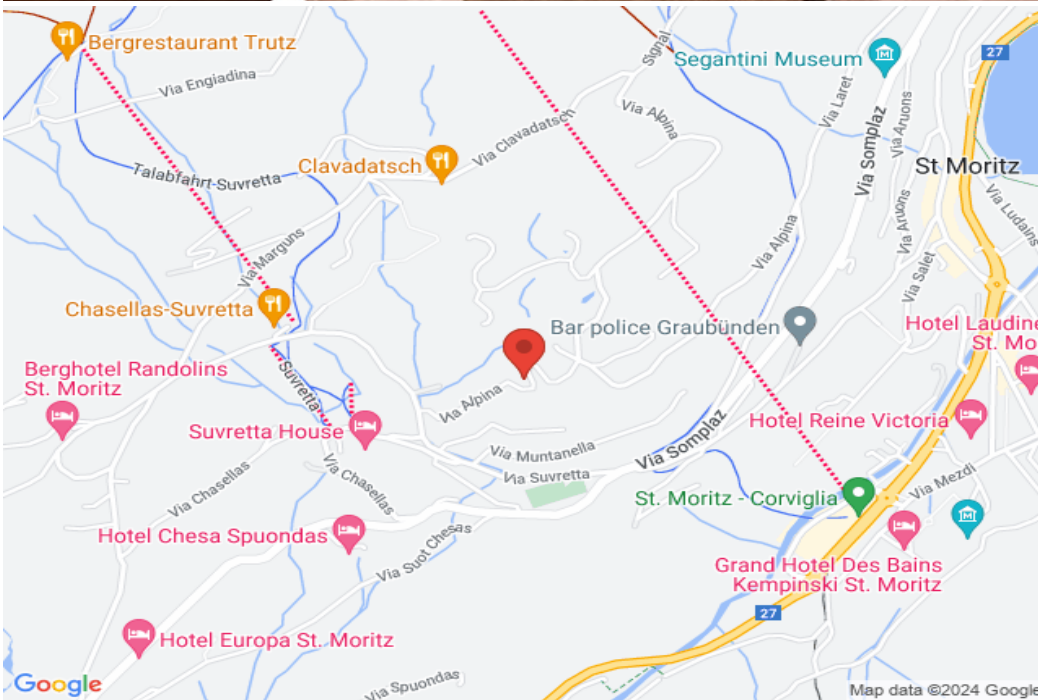 Bergrestaurant Trutz
Via Engiadina
Signal
Segantini Museum
27
Via Laret
Via Alpina
Via Somplaz
Via Aruons
St Moritz
Via Clavadatsch
Clavadatsch
Talabfahrt-Suvretta
Via Ludains
Via Marguns
Via Alpina
Via Aruons
Via Salet
Chasellas-Suvretta
Bar police Graubünden
Hotel Laudine
St. Mo
Berghotel Randolins
St. Moritz
Suvretta
Via Alpina
Suvretta House
Hotel Reine Victoria
Via Somplaz
Via Muntanella
Via Suvretta
Via Chasellas
Via Chasellas
Via Mezdi
St. Moritz - Corviglia
Hotel Chesa Spuondas
Via Suot Chesas
Grand Hotel Des Bains
Kempinski St. Moritz
27
Hotel Europa St. Moritz
Via Spuondas
Google
Map data ©2024 Google